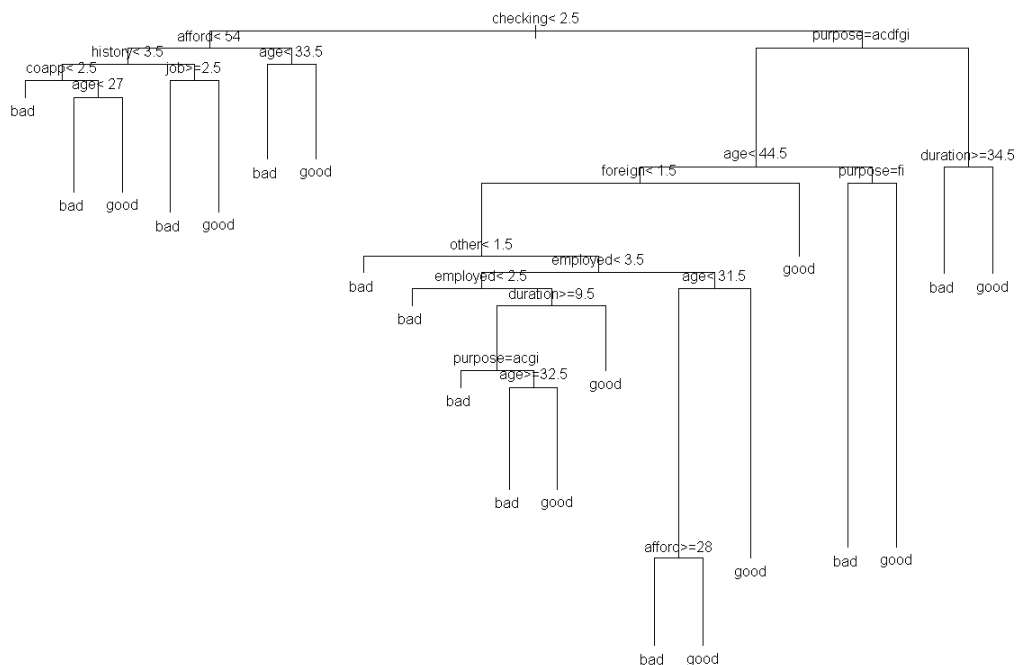 checking< 2.5
afford< 54
purpose=acdfgi
history< 3.5
age< 33.5
coapp< 2.5
job>=2.5
age< 27
bad
bad
good
bad
good
bad
good
age< 44.5
duration>=34.5
foreign< 1.5
purpose=fi
other< 1.5
employed< 3.5
good
employed< 2.5
age< 31.5
bad
bad
good
duration>=9.5
bad
purpose=acgi
age>=32.5
good
bad
bad
good
afford>=28
good
bad
good
bad
good